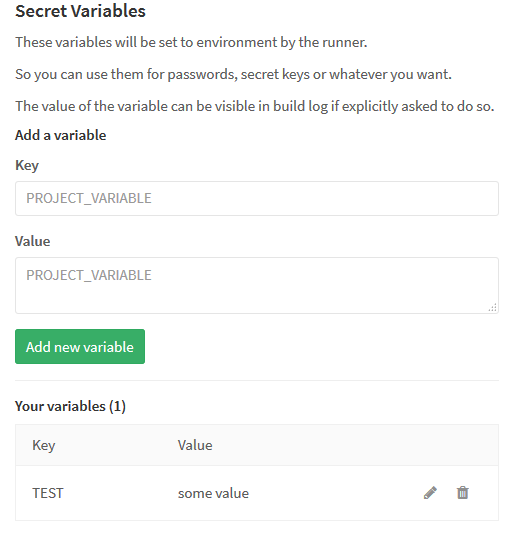 Secret Variables
These variables will be set to environment by the runner.
So you can use them for passwords, secret keys or whatever you want.
The value of the variable can be visible in build log if explicitly asked to do so.
Add a variable
Key
PROJECT_VARIABLE
Value
PROJECT_VARIABLE
Add new variable
Your variables (1)
Key Value
TEST some value